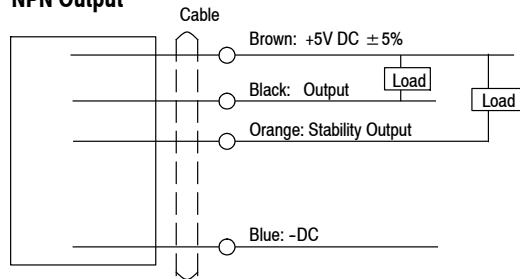 NPN Output
Cable
Brown: +5V DC ±5%
Load
Black: Output
Load
Orange: Stability Output
Blue: -DC